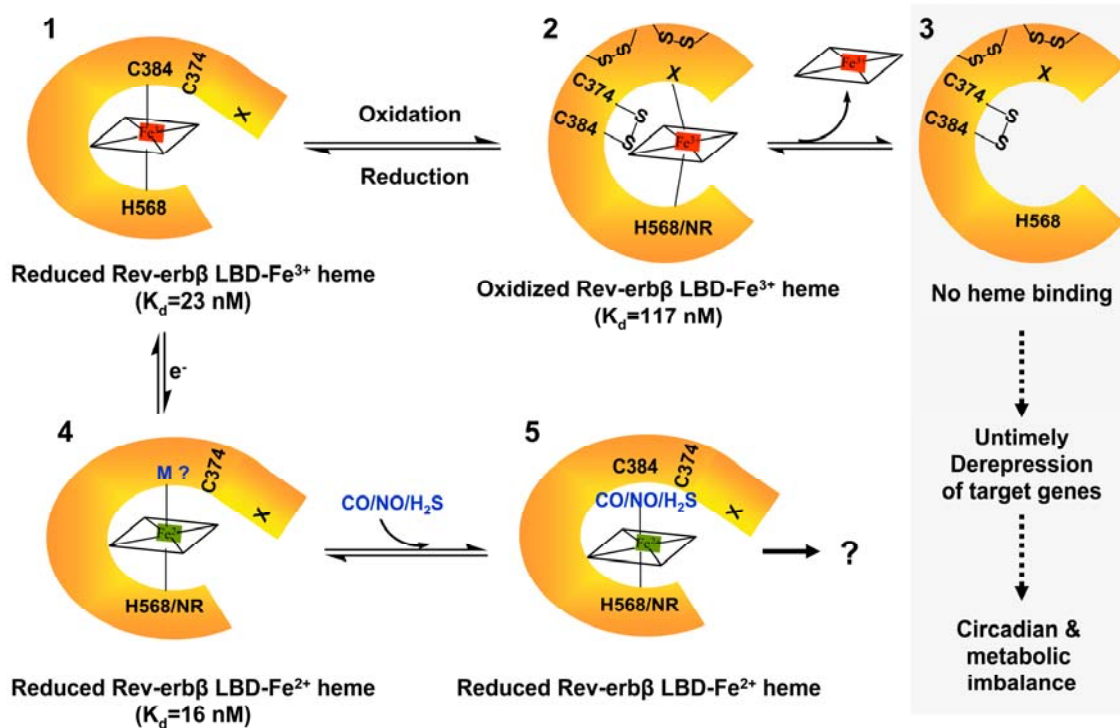 1
C384
C374
X
Fe3+
H568
Reduced Rev-erbβ LBD-Fe3+ heme
(Kd=23 nM)
Oxidation
Reduction
2
S
S
S
S
X
C374
C384
S
S
Fe3+
H568/NR
Oxidized Rev-erbβ LBD-Fe3+ heme
(Kd=117 nM)
Fe3+
3
S
S
S
S
X
C374
C384
S
S
H568
No heme binding
Untimely
Derepression
of target genes
Circadian &
metabolic
imbalance
e-
4
M ?
C374
X
Fe2+
H568/NR
Reduced Rev-erbβ LBD-Fe2+ heme
(Kd=16 nM)
CO/NO/H2S
5
C384
C374
X
CO/NO/H2S
Fe2+
H568/NR
Reduced Rev-erbβ LBD-Fe2+ heme
?